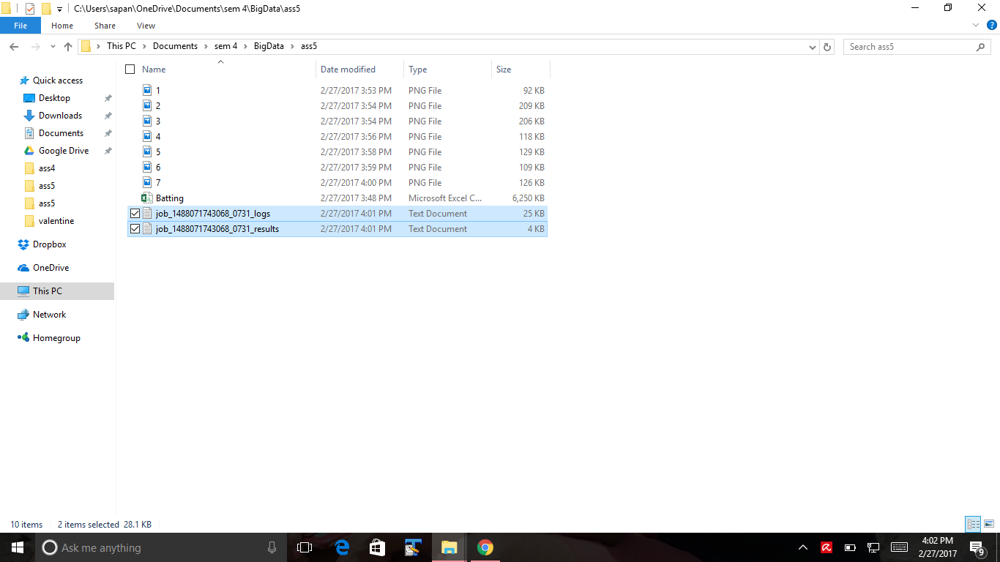 C:\Users\sapan\OneDrive\Documents\sem 4\BigData\ass5
File Home Share View
This PC Documents sem 4 BigData ass5
Search ass5
Name Date modified Type Size
Quick access
Desktop
Downloads
Documents
Google Drive
ass4
ass5
ass5
valentine
Dropbox
OneDrive
This PC
Network
Homegroup
1 2/27/2017 3:53 PM PNG File 92 KB
2 2/27/2017 3:54 PM PNG File 209 KB
3 2/27/2017 3:54 PM PNG File 206 KB
4 2/27/2017 3:56 PM PNG File 118 KB
5 2/27/2017 3:58 PM PNG File 129 KB
6 2/27/2017 3:59 PM PNG File 109 KB
7 2/27/2017 4:00 PM PNG File 126 KB
Batting 2/27/2017 3:48 PM Microsoft Excel C... 6,250 KB
job_1488071743068_0731_logs 2/27/2017 4:01 PM Text Document 25 KB
job_1488071743068_0731_results 2/27/2017 4:01 PM Text Document 4 KB
10 items 2 items selected 28.1 KB
Ask me anything
4:02 PM
2/27/2017
9